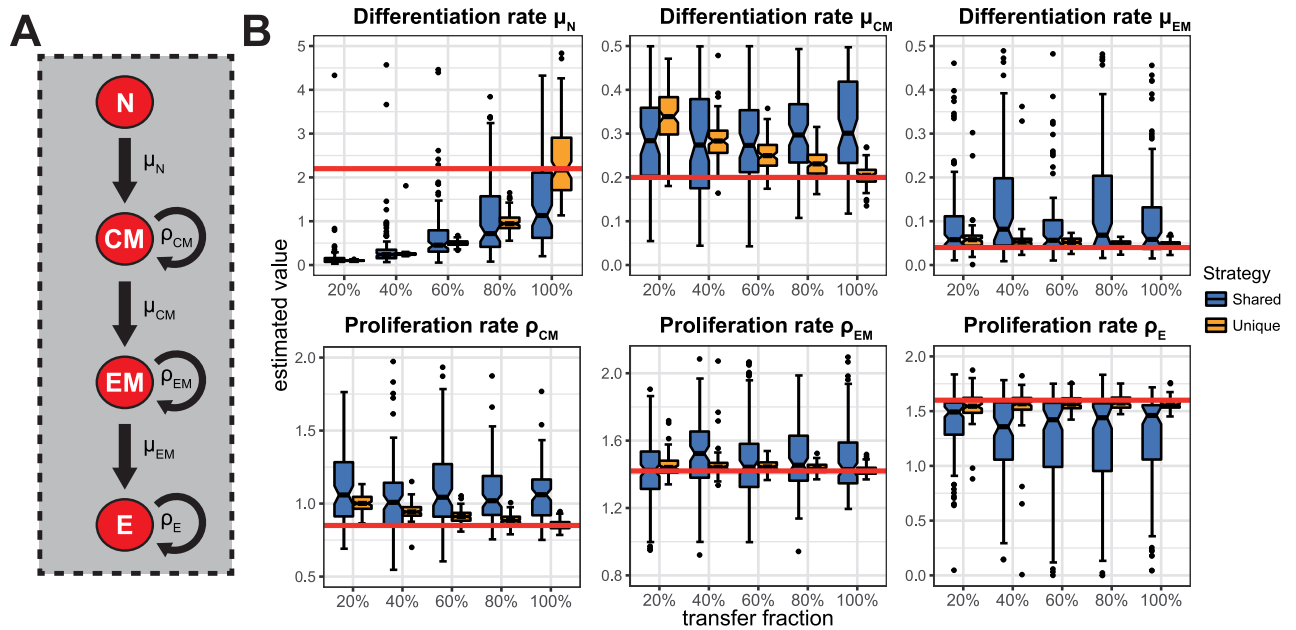 A
N
μN
CM
ρCM
μCM
EM
ρEM
μEM
E
ρE
B
Differentiation rate μN
5
4
3
2
1
0
20% 40% 60% 80% 100%
Differentiation rate μCM
0.5
0.4
0.3
0.2
0.1
0.0
20% 40% 60% 80% 100%
Differentiation rate μEM
0.5
0.4
0.3
0.2
0.1
0.0
20% 40% 60% 80% 100%
estimated value
Proliferation rate ρCM
2.0
1.5
1.0
0.5
20% 40% 60% 80% 100%
Proliferation rate ρEM
2.0
1.6
1.2
0.8
20% 40% 60% 80% 100%
Proliferation rate ρE
2.0
1.5
1.0
0.5
0.0
20% 40% 60% 80% 100%
transfer fraction
Strategy
Shared
Unique